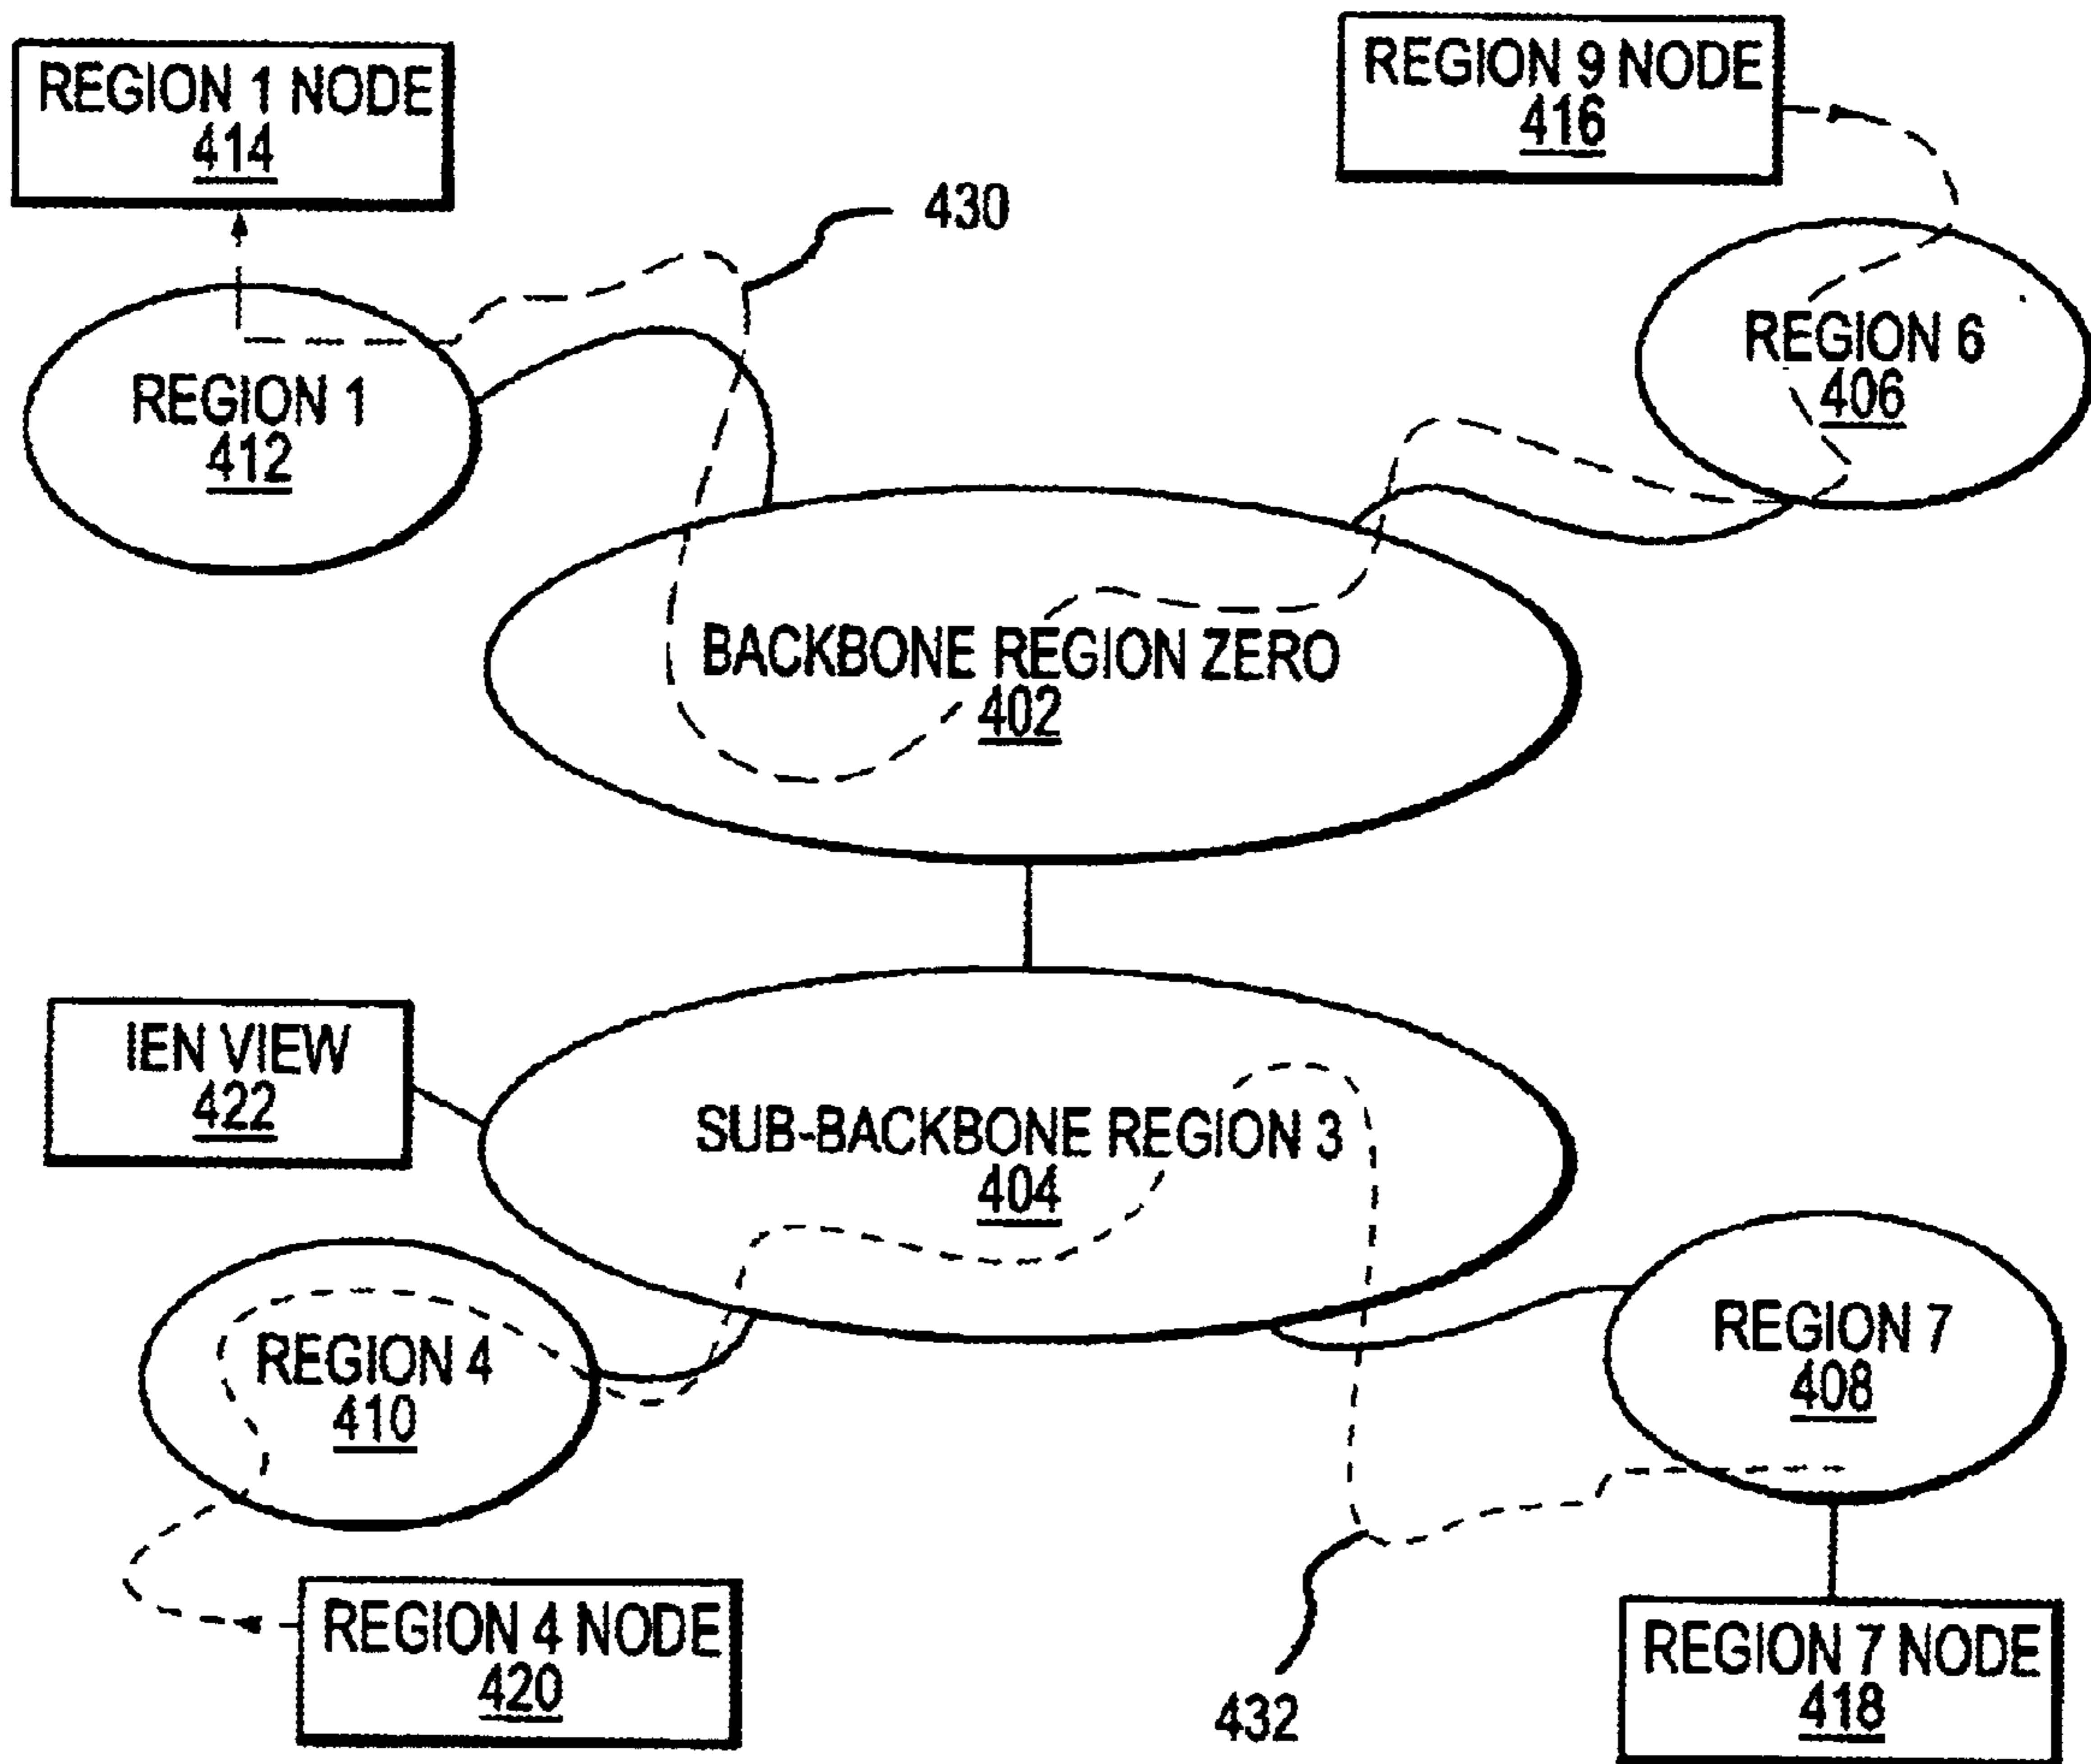 REGION 1 NODE
414
REGION 9 NODE
416
430
REGION 1
412
REGION 6
406
BACKBONE REGION ZERO
402
IEN VIEW
422
SUB-BACKBONE REGION 3
404
REGION 4
410
REGION 7
408
REGION 4 NODE
420
432
REGION 7 NODE
418